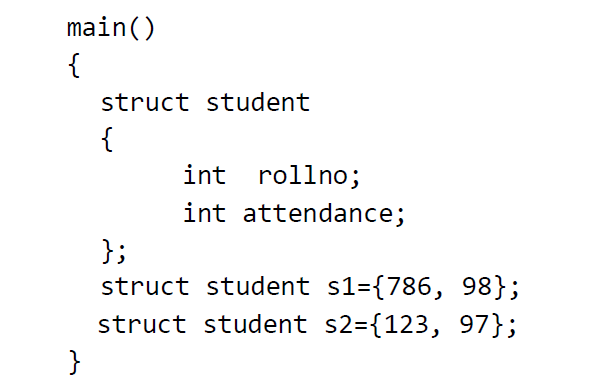 main()
{
struct student
{
int  rollno;
int attendance;
};
struct student s1={786, 98};
struct student s2={123, 97};
}